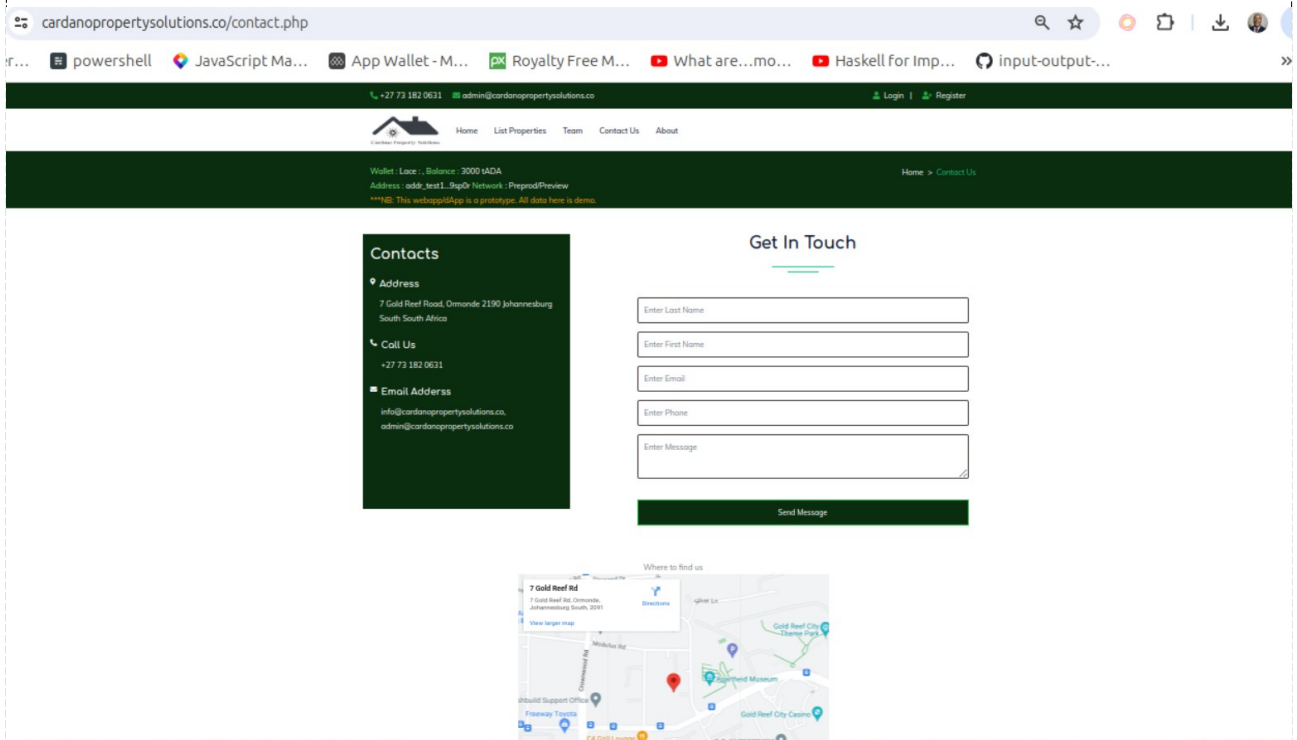 cardanopropertysolutions.co/contact.php
powershell JavaScript Ma... App Wallet - M... Royalty Free M... What are...mo... Haskell for Imp... input-output-... »
+27 73 182 0631 admin@cardanopropertysolutions.co Login | Register
Cardano Property Solutions
Home List Properties Team Contact Us About
Wallet : Lace : , Balance : 3000 tADA
Address : addr_test1...9sp0r Network : Preprod/Preview
***NB: This webapp/dApp is a prototype. All data here is demo.
Home > Contact Us
Contacts
Address
7 Gold Reef Road, Ormonde 2190 Johannesburg
South South Africa
Call Us
+27 73 182 0631
Email Adderss
info@cardanopropertysolutions.co,
admin@cardanopropertysolutions.co
Get In Touch
Enter Last Name
Enter First Name
Enter Email
Enter Phone
Enter Message
Send Message
Where to find us
7 Gold Reef Rd
7 Gold Reef Rd, Ormonde,
Johannesburg South, 2091
View larger map
Directions
Gold Reef City
Theme Park
Modulus Rd
Crownwood Rd
Apartheid Museum
Support Office
Freeway Toyota
Gold Reef City Casino